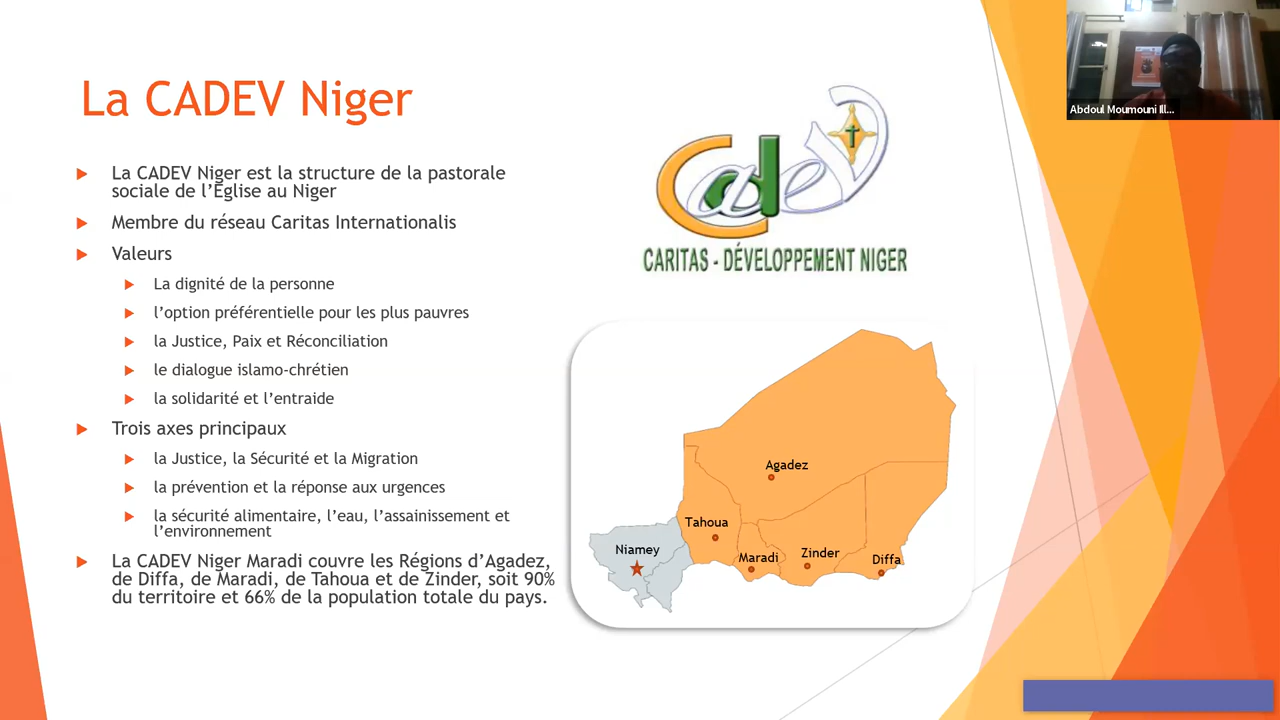 La CADEV Niger
La CADEV Niger est la structure de la pastorale
sociale de l'Église au Niger
Membre du réseau Caritas Internationalis
Valeurs
La dignité de la personne
l'option préférentielle pour les plus pauvres
la Justice, Paix et Réconciliation
le dialogue islamo-chrétien
la solidarité et l'entraide
Trois axes principaux
la Justice, la Sécurité et la Migration
la prévention et la réponse aux urgences
la sécurité alimentaire, l'eau, l'assainissement et
l'environnement
La CADEV Niger Maradi couvre les Régions d'Agadez,
de Diffa, de Maradi, de Tahoua et de Zinder, soit 90%
du territoire et 66% de la population totale du pays.
CadeV
CARITAS - DÉVELOPPEMENT NIGER
Agadez
Tahoua
Niamey
Maradi
Zinder
Diffa
Abdoul Moumouni Ill...